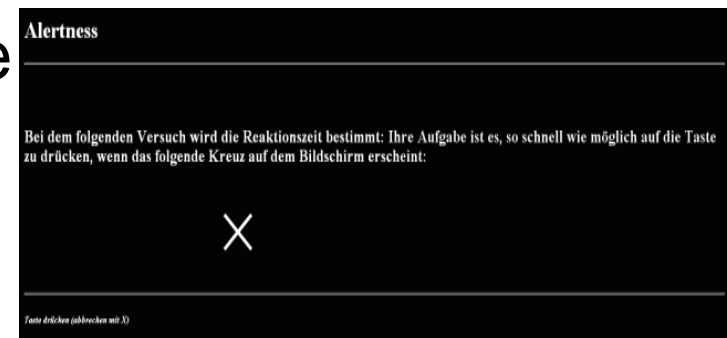 e
Alertness
Bei dem folgenden Versuch wird die Reaktionszeit bestimmt: Ihre Aufgabe ist es, so schnell wie möglich auf die Taste
zu drücken, wenn das folgende Kreuz auf dem Bildschirm erscheint:
X
Taste drücken (abbrechen mit X)